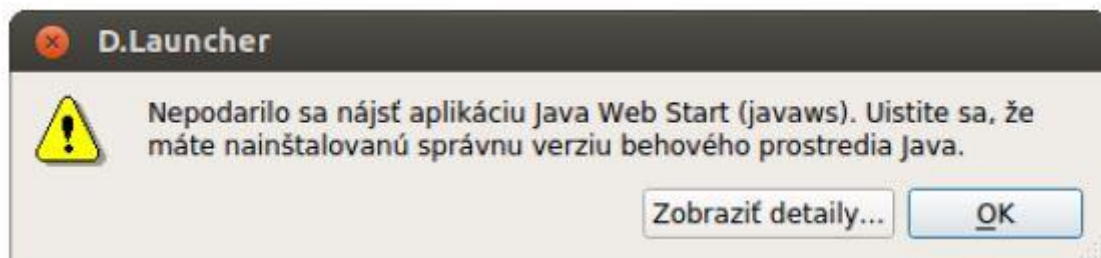 D.Launcher
Nepodarilo sa nájsť aplikáciu Java Web Start (javaws). Uistite sa, že
máte nainštalovanú správnu verziu behového prostredia Java.
Zobraziť detaily... OK